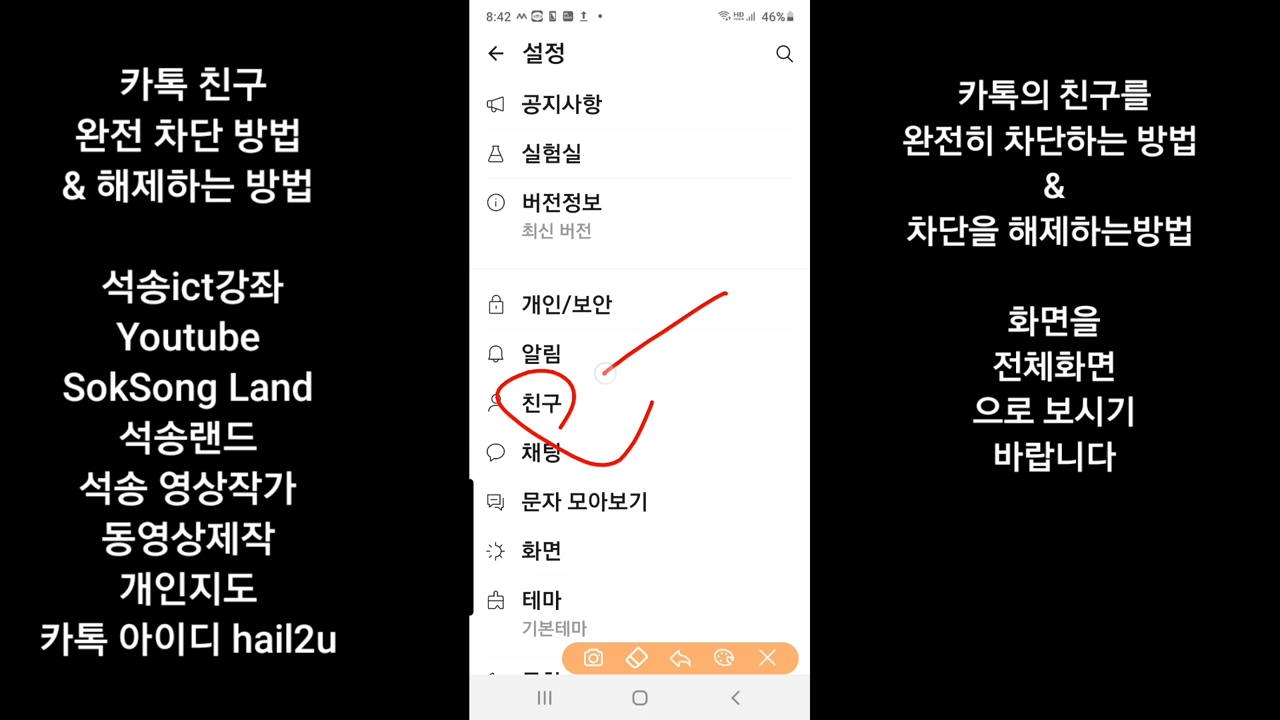 카톡 친구
완전 차단 방법
& 해제하는 방법
석송ict강좌
Youtube
SokSong Land
석송랜드
석송 영상작가
동영상제작
개인지도
카톡 아이디 hail2u
8:42
HD
46%
설정
공지사항
실험실
버전정보
최신 버전
개인/보안
알림
친구
채팅
문자 모아보기
화면
테마
기본테마
카톡의 친구를
완전히 차단하는 방법
&
차단을 해제하는방법
화면을
전체화면
으로 보시기
바랍니다